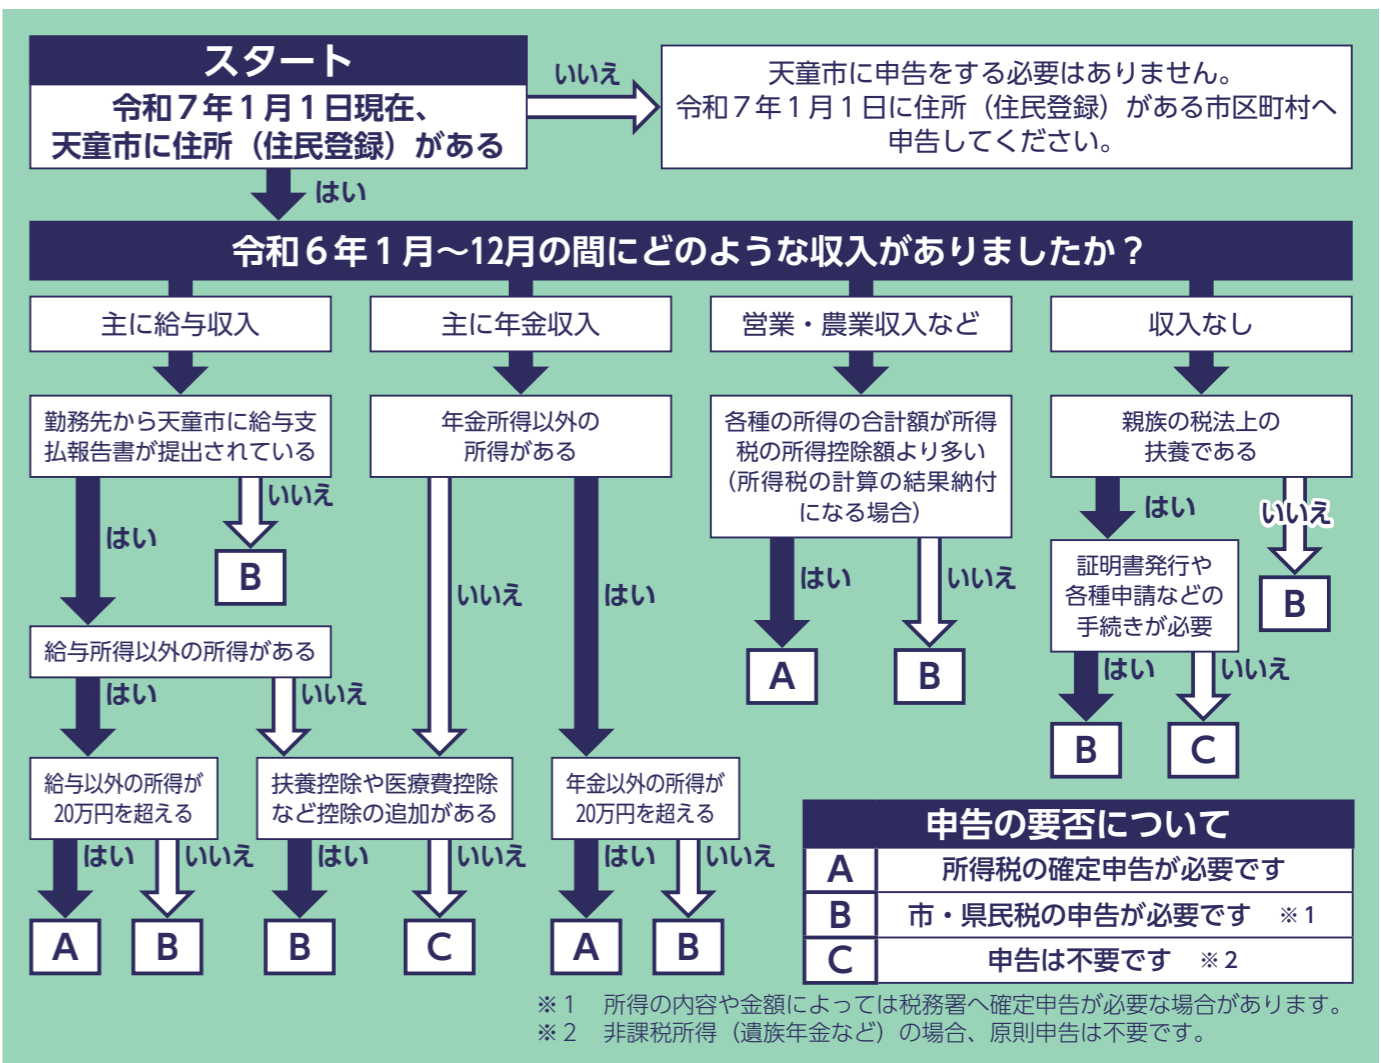 スタート
令和７年１月１日現在、
天童市に住所（住民登録）がある
いいえ
天童市に申告をする必要はありません。
令和７年１月１日に住所（住民登録）がある市区町村へ
申告してください。
はい
令和６年１月～12月の間にどのような収入がありましたか？
主に給与収入
主に年金収入
営業・農業収入など
収入なし
勤務先から天童市に給与支
払報告書が提出されている
年金所得以外の
所得がある
各種の所得の合計額が所得
税の所得控除額より多い
（所得税の計算の結果納付
になる場合）
親族の税法上の
扶養である
はい
いいえ
B
いいえ
はい
はい
いいえ
A
B
はい
いいえ
B
証明書発行や
各種申請などの
手続きが必要
はい
いいえ
B
C
給与所得以外の所得がある
はい
いいえ
給与以外の所得が
20万円を超える
扶養控除や医療費控除
など控除の追加がある
年金以外の所得が
20万円を超える
はい
いいえ
はい
いいえ
はい
いいえ
A
B
B
C
A
B
申告の要否について
A 所得税の確定申告が必要です
B 市・県民税の申告が必要です ※１
C 申告は不要です ※２
※１ 所得の内容や金額によっては税務署へ確定申告が必要な場合があります。
※２ 非課税所得（遺族年金など）の場合、原則申告は不要です。